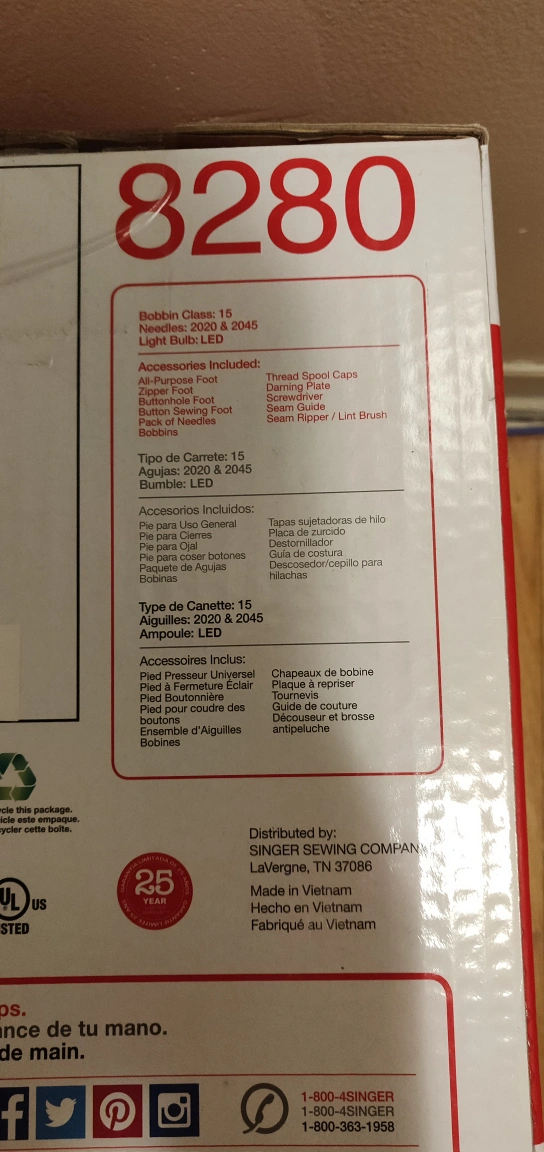 8280
Bobbin Class: 15
Needles: 2020 & 2045
Light Bulb: LED
Accessories Included:
All-Purpose Foot
Zipper Foot
Buttonhole Foot
Button Sewing Foot
Pack of Needles
Bobbins
Thread Spool Caps
Darning Plate
Screwdriver
Seam Guide
Seam Ripper / Lint Brush
Tipo de Carrete: 15
Agujas: 2020 & 2045
Bumble: LED
Accesorios Incluidos:
Pie para Uso General
Pie para Cierres
Pie para Ojal
Pie para coser botones
Paquete de Agujas
Bobinas
Tapas sujetadoras de hilo
Placa de zurcido
Destornillador
Guía de costura
Descosedor/cepillo para
hilachas
Type de Canette: 15
Aiguilles: 2020 & 2045
Ampoule: LED
Accessoires Inclus:
Pied Presseur Universel
Pied à Fermeture Éclair
Pied Boutonnière
Pied pour coudre des
boutons
Ensemble d'Aiguilles
Bobines
Chapeaux de bobine
Plaque à repriser
Tournevis
Guide de couture
Découseur et brosse
antipeluche
cle this package.
icle este empaque.
cycler cette boîte.
Distributed by:
SINGER SEWING COMPANY
LaVergne, TN 37086
Made in Vietnam
Hecho en Vietnam
Fabriqué au Vietnam
UL US
STED
25
YEAR
ps.
ance de tu mano.
de main.
1-800-4SINGER
1-800-4SINGER
1-800-363-1958